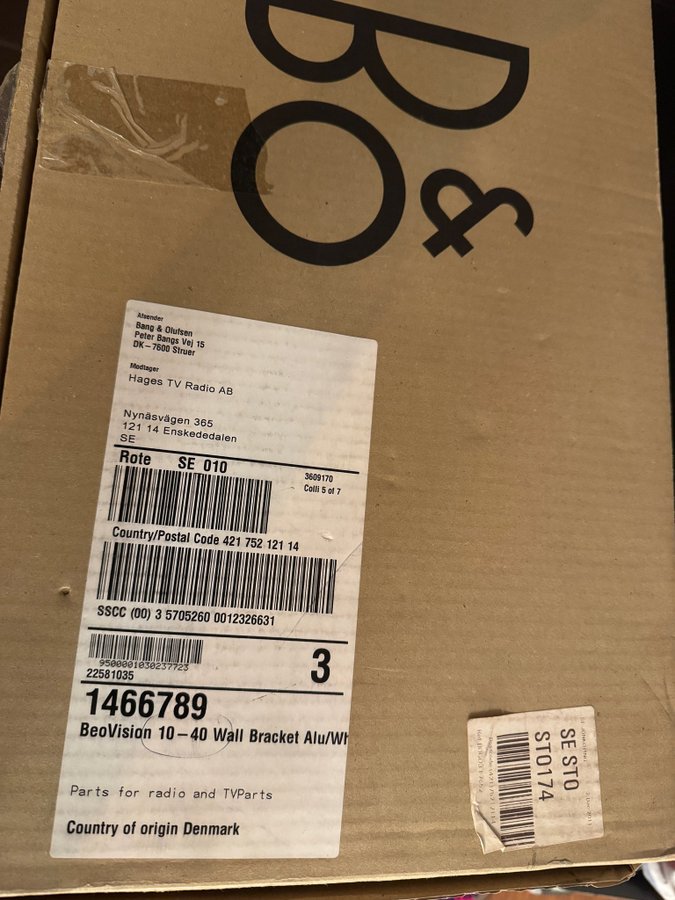 B
&
O
Afsender
Bang & Olufsen
Peter Bangs Vej 15
DK-7600 Struer
Modtager
Hages TV Radio AB
Nynäsvägen 365
121 14 Enskededalen
SE
Rote SE 010
3609170
Colli 5 of 7
Country/Postal Code 421 752 121 14
SSCC (00) 3 5705260 0012326631
9500001030237723
22581035
3
1466789
BeoVision 10-40 Wall Bracket Alu/Wh
Parts for radio and TVParts
Country of origin Denmark
SE STO
STO174